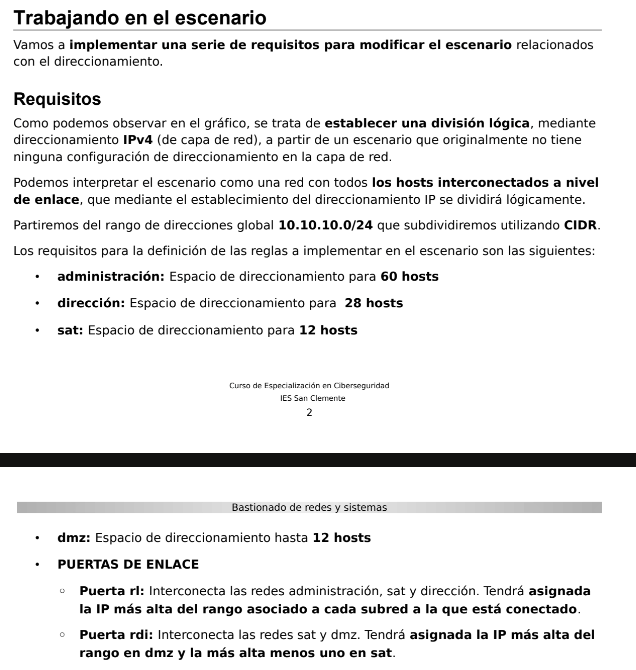 Trabajando en el escenario
Vamos a implementar una serie de requisitos para modificar el escenario relacionados
con el direccionamiento.
Requisitos
Como podemos observar en el gráfico, se trata de establecer una división lógica, mediante
direccionamiento IPv4 (de capa de red), a partir de un escenario que originalmente no tiene
ninguna configuración de direccionamiento en la capa de red.
Podemos interpretar el escenario como una red con todos los hosts interconectados a nivel
de enlace, que mediante el establecimiento del direccionamiento IP se dividirá lógicamente.
Partiremos del rango de direcciones global 10.10.10.0/24 que subdividiremos utilizando CIDR.
Los requisitos para la definición de las reglas a implementar en el escenario son las siguientes:
• administración: Espacio de direccionamiento para 60 hosts
• dirección: Espacio de direccionamiento para 28 hosts
• sat: Espacio de direccionamiento para 12 hosts
Curso de Especialización en Ciberseguridad
IES San Clemente
2
Bastionado de redes y sistemas
• dmz: Espacio de direccionamiento hasta 12 hosts
• PUERTAS DE ENLACE
◦ Puerta rl: Interconecta las redes administración, sat y dirección. Tendrá asignada
la IP más alta del rango asociado a cada subred a la que está conectado.
◦ Puerta rdi: Interconecta las redes sat y dmz. Tendrá asignada la IP más alta del
rango en dmz y la más alta menos uno en sat.